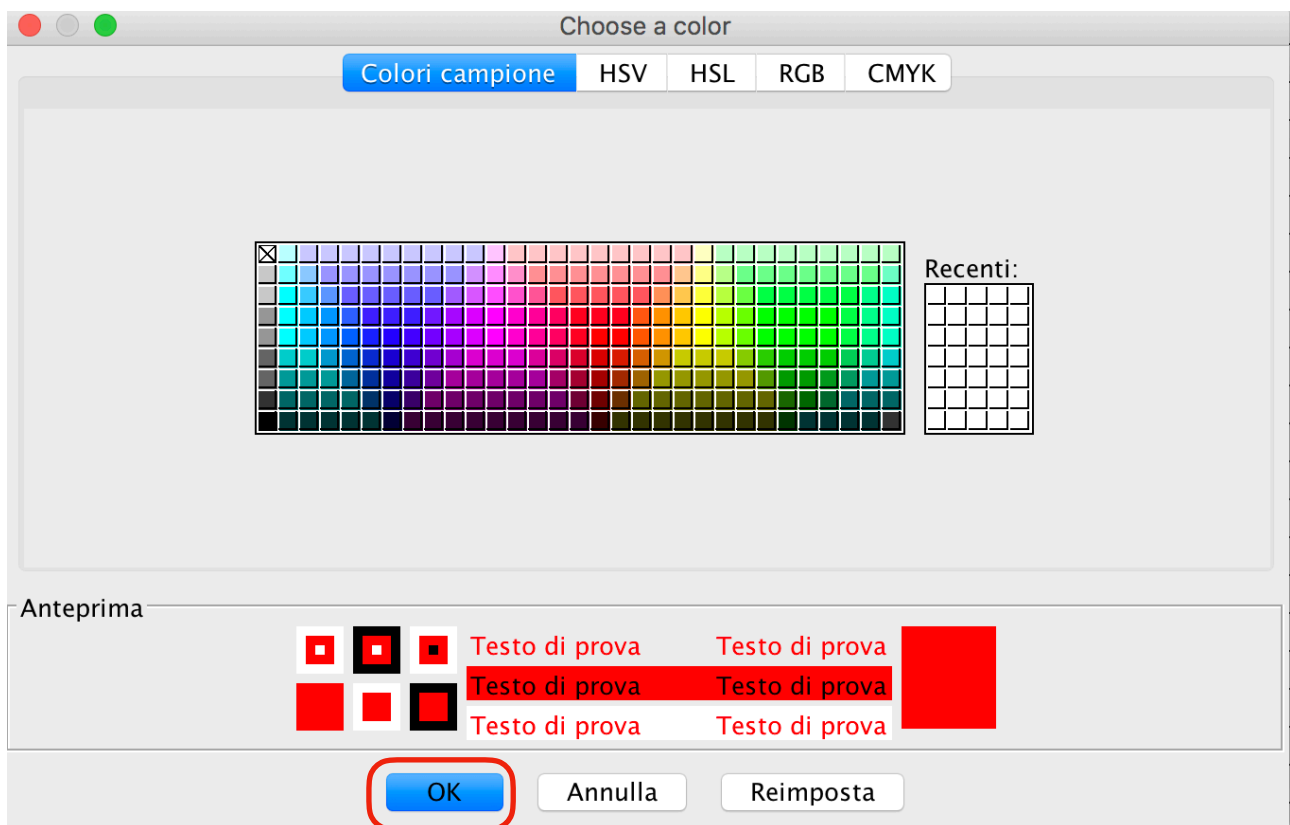 Choose a color
Colori campione HSV HSL RGB CMYK
Recenti:
Anteprima
Testo di prova Testo di prova
Testo di prova Testo di prova
Testo di prova Testo di prova
OK Annulla Reimposta